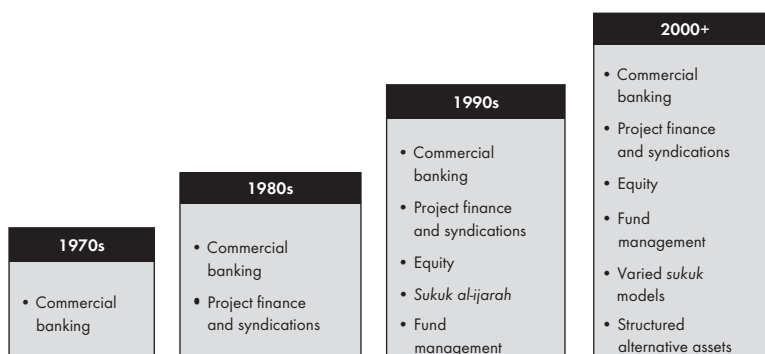 1970s
• Commercial
banking
1980s
• Commercial
banking
• Project finance
and syndications
1990s
• Commercial
banking
• Project finance
and syndications
• Equity
• Sukuk al-ijarah
• Fund
management
2000+
• Commercial
banking
• Project finance
and syndications
• Equity
• Fund
management
• Varied sukuk
models
• Structured
alternative assets